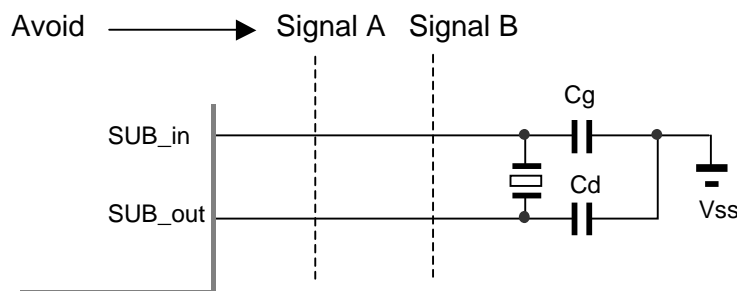 Avoid Signal A Signal B
Cg
SUB_in
Cd
SUB_out
Vss